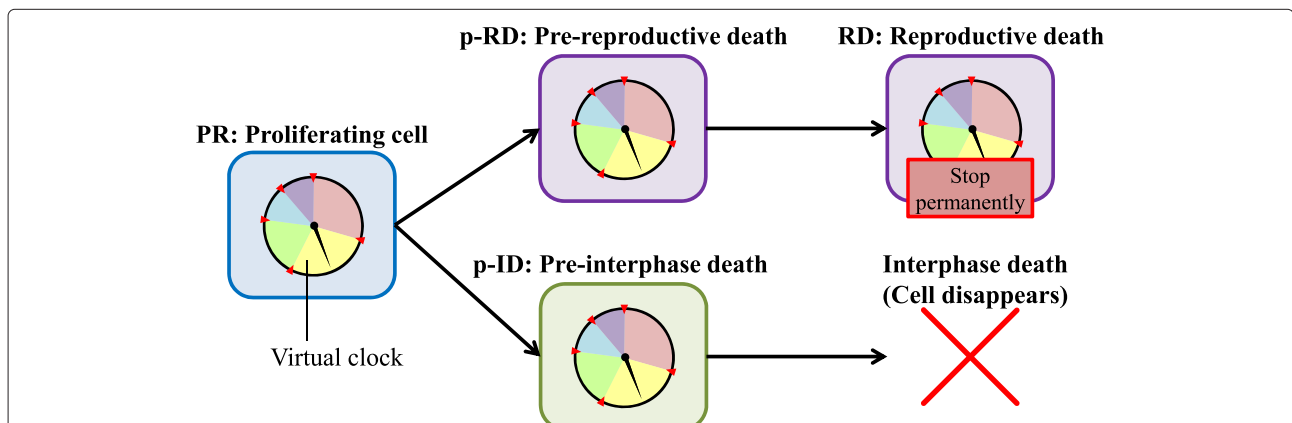 p-RD: Pre-reproductive death
RD: Reproductive death
PR: Proliferating cell
Stop
permanently
p-ID: Pre-interphase death
Interphase death
(Cell disappears)
Virtual clock